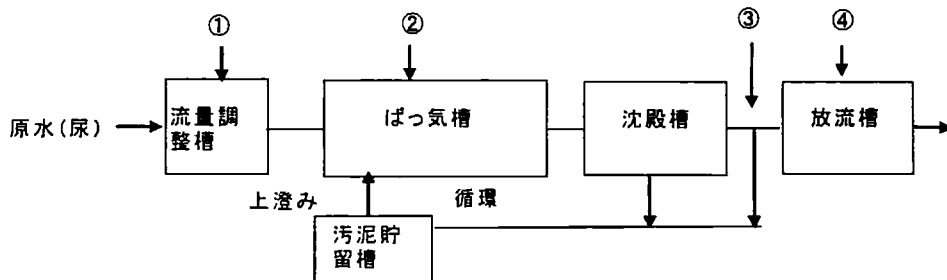 ①
②
③
④
原水(尿)
流量調
整槽
ばっ気槽
沈殿槽
放流槽
上澄み
循環
汚泥貯
留槽